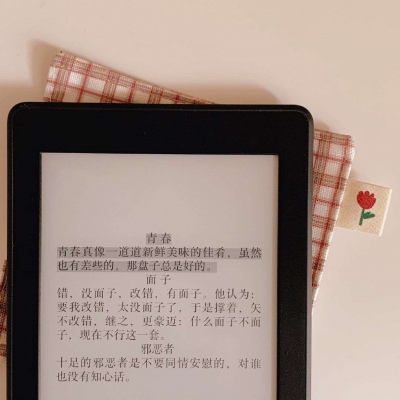 青春
青春真像一道道新鲜美味的佳肴，虽然
也有差些的，那盘子总是好的。
面子
错，没面子，改错，有面子。他认为：
要我改错，太没面子了，于是撑着，矢
不改错，继之，更豪迈：什么面子不面
子，现在不行这一套。
邪恶者
十足的邪恶者是不要同情安慰的，对谁
也没有知心话。